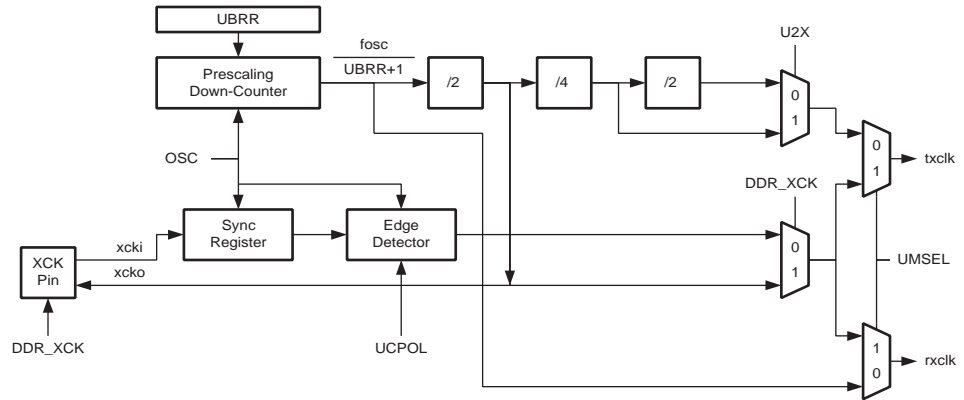 UBRR
fosc
UBRR+1
U2X
Prescaling
Down-Counter
/2
/4
/2
0
1
OSC
0
1
txclk
DDR_XCK
Sync
Register
Edge
Detector
xcki
xcko
XCK
Pin
0
1
UMSEL
DDR_XCK
UCPOL
1
0
rxclk